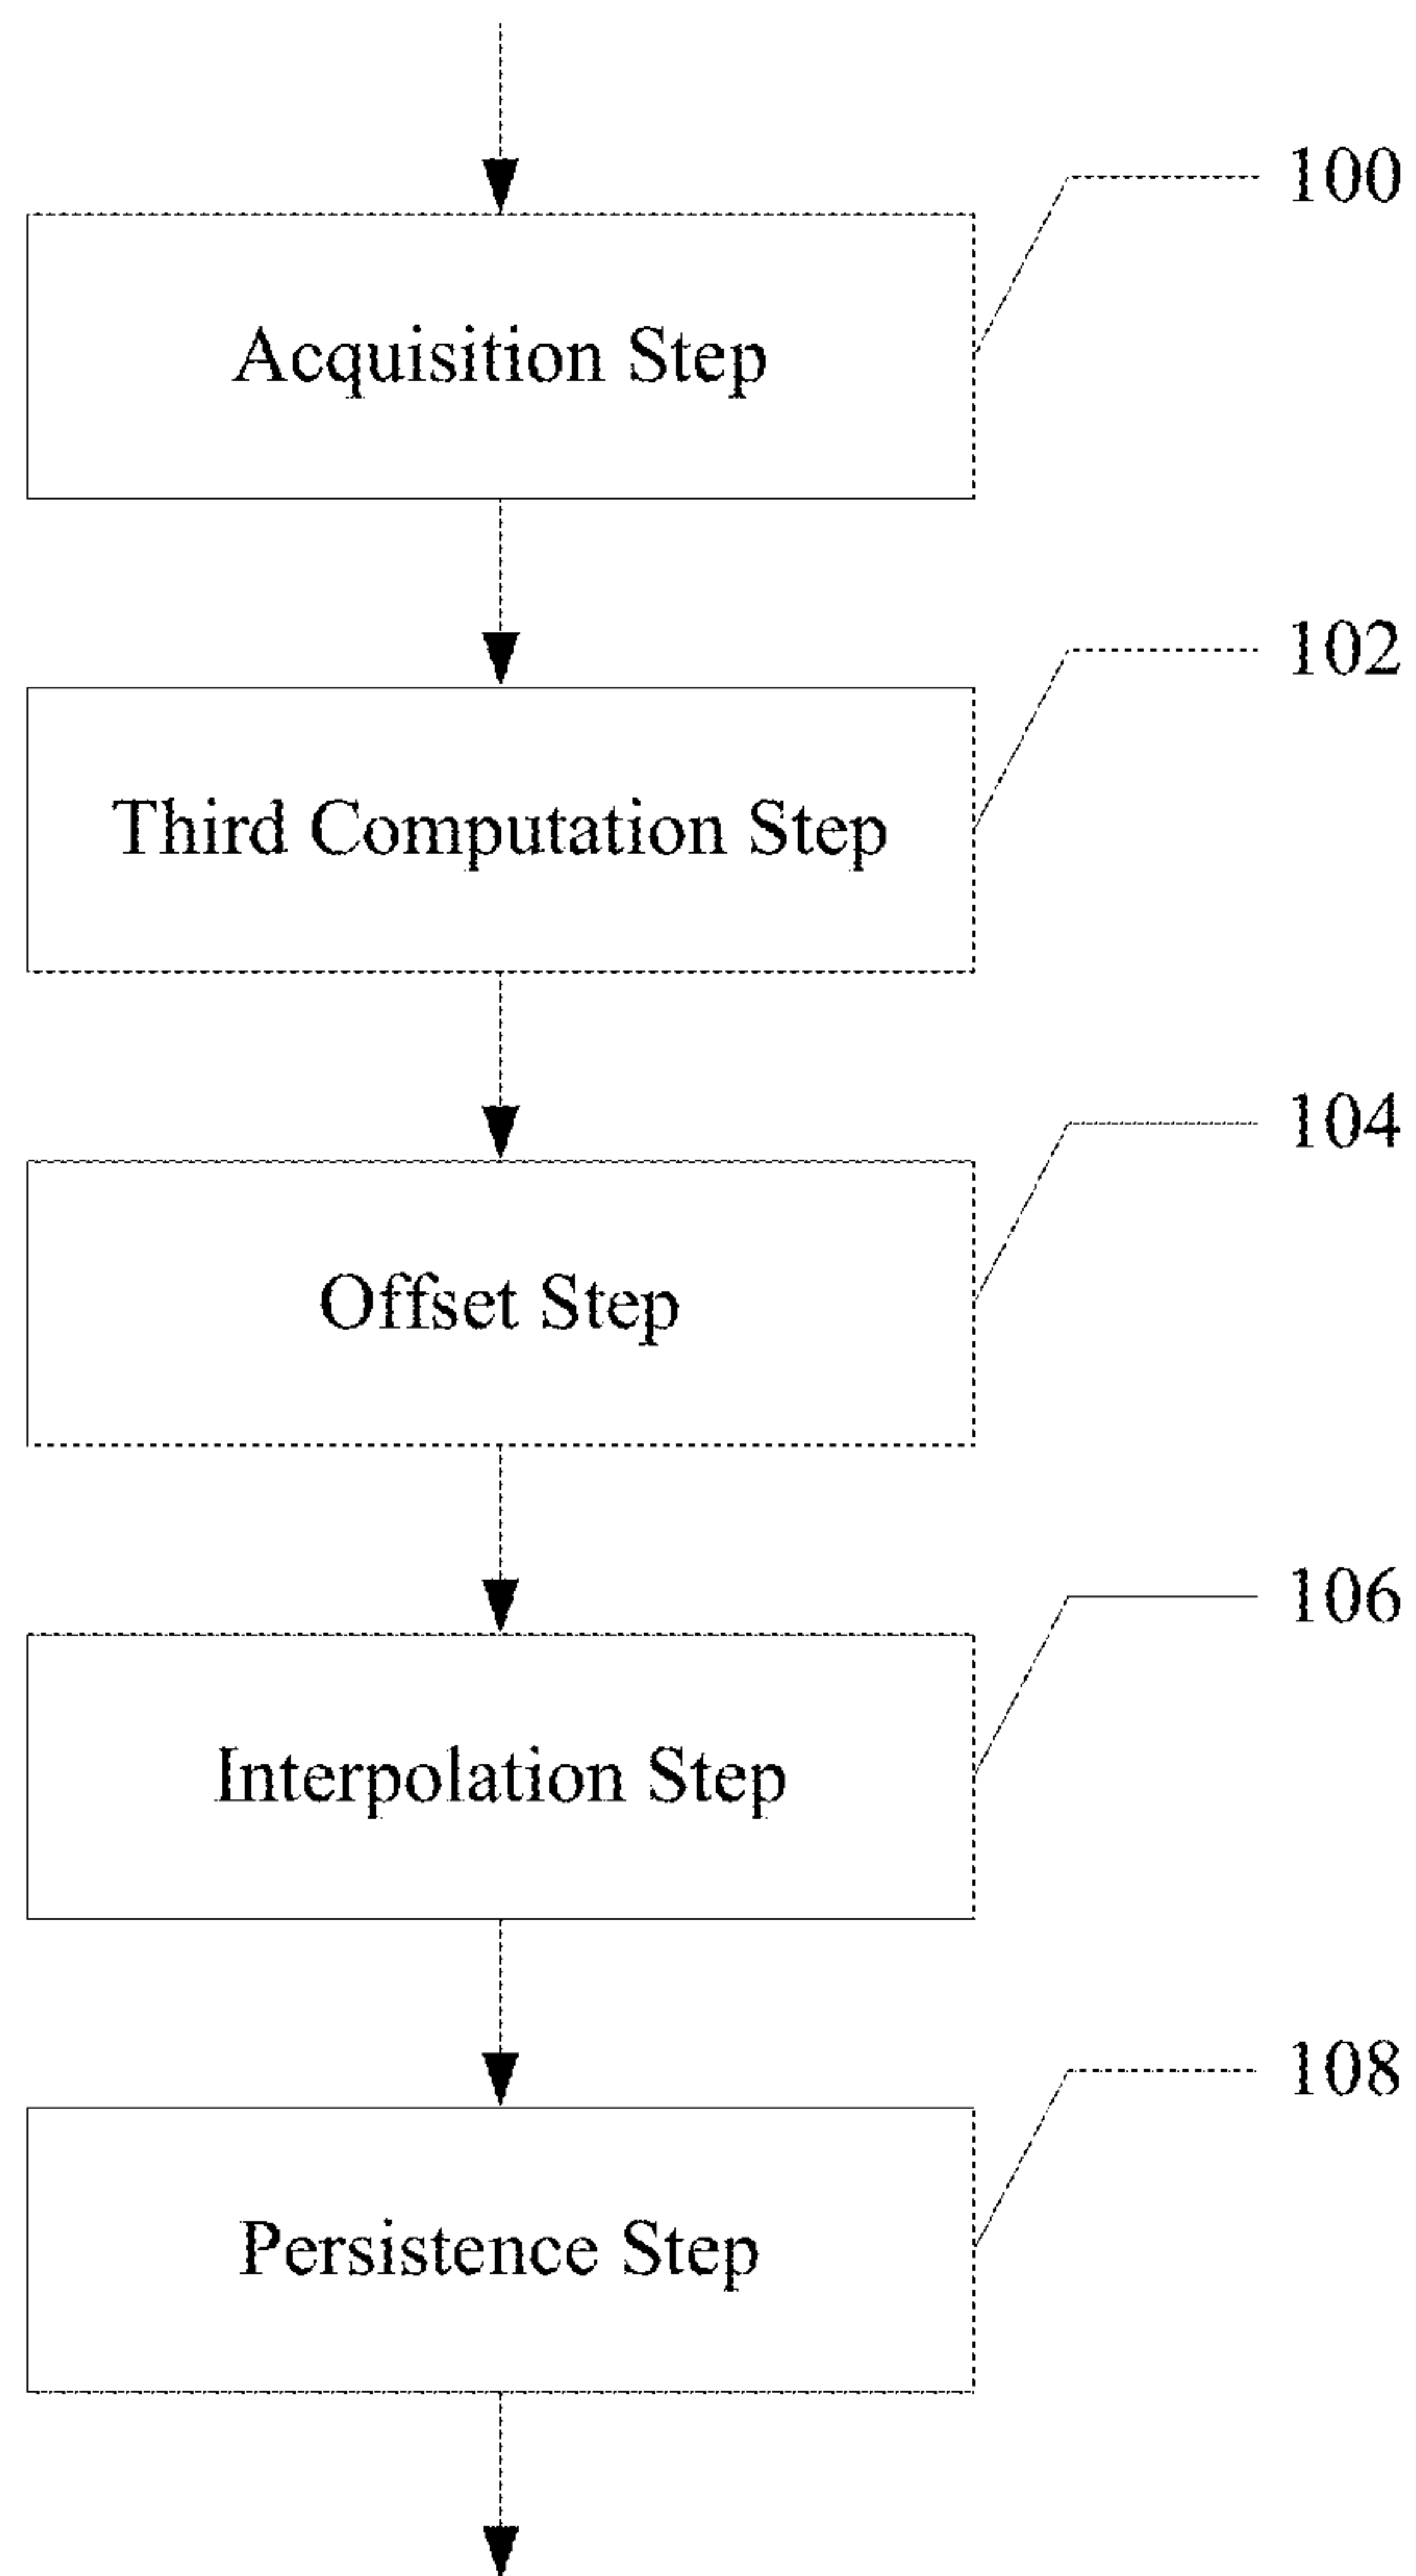 100
Acquisition Step
102
Third Computation Step
104
Offset Step
106
Interpolation Step
108
Persistence Step